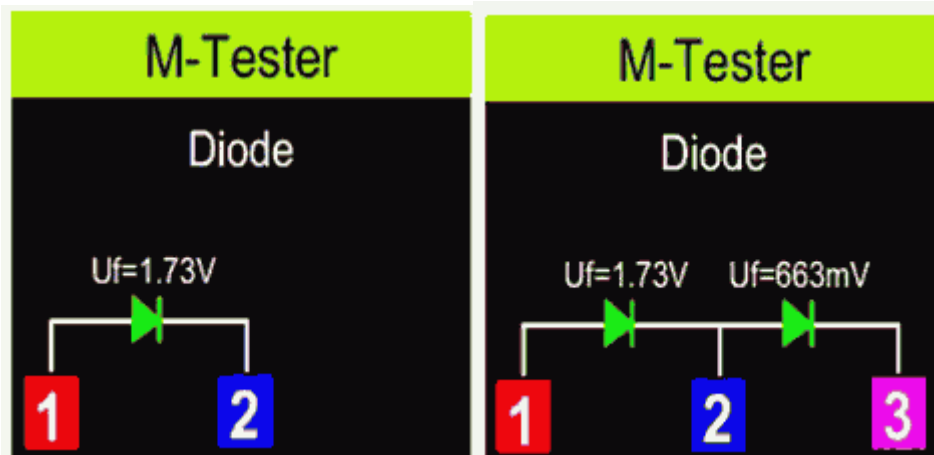 M-Tester
Diode
Uf=1.73V
1 2
M-Tester
Diode
Uf=1.73V Uf=663mV
1 2 3